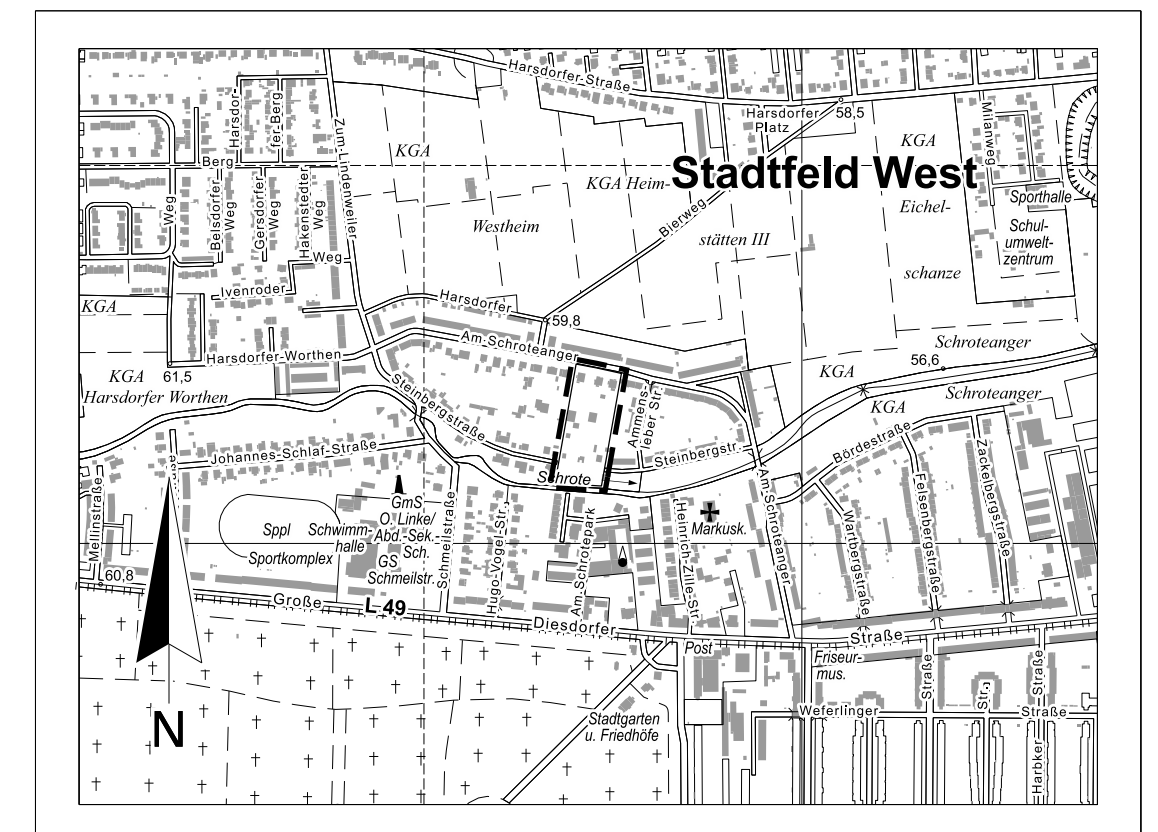 Harsdorfer-Straße
Harsdorfer
Platz
58,5
Milanweg
KGA
Stadtfeld West
KGA
KGA Heim-
Eichel-
schanze
Sporthalle
Schul-
umwelt-
zentrum
Harsdor-
fer-Berg
Berg
Zum-Lindenweiler
Weg
Belsdorfer
Weg
Gersdorfer
Weg
Hakenstedter
Weg
Weg
Ivenroder
Westheim
stätten III
Bierweg
KGA
Harsdorfer
59,8
Am-Schroteanger
Harsdorfer-Worthen
61,5
KGA
Harsdorfer Worthen
Schroteanger
56,6
KGA
Schroteanger
KGA
Steinbergstraße
Ammens-
leber Str.
Steinbergstr.
Schrote
Bördestraße
Johannes-Schlaf-Straße
Mellinstraße
Sppl
Schwimm-
halle
Sportkomplex
GmS
O. Linke/
Abd.-Sek.-
Sch.
GS
Schmeilstr.
Schmeilstraße
Hugo-Vogel-Str.
Am-Schrotepark
Heinrich-Zille-Str.
Markusk.
Am-Schroteanger
Wartbergstraße
Felsenbergstraße
Zackelbergstraße
60,8
Große
L 49
Diesdorfer
Straße
Post
Friseur-
mus.
Straße
Str.
Straße
Harbker
Weferlinger
Straße
Stadtgarten
u. Friedhöfe
N